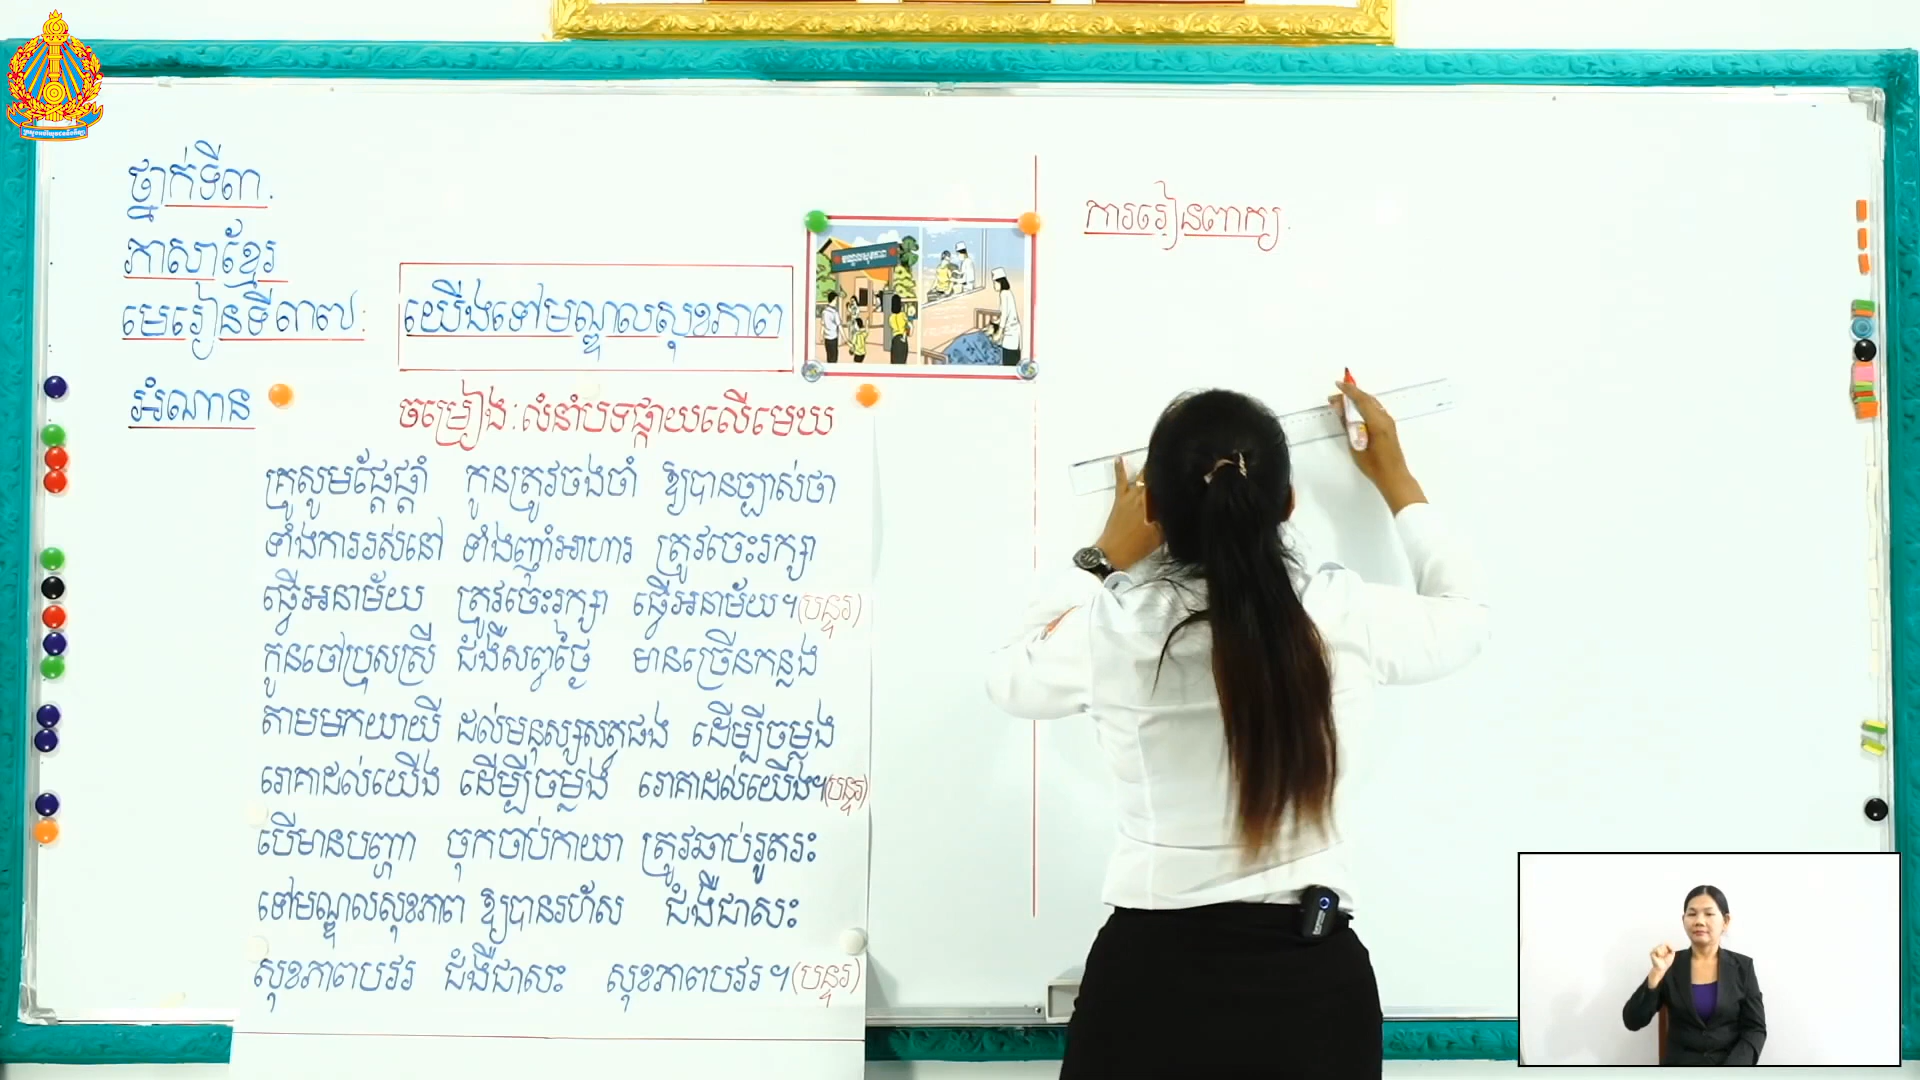 ថ្នាក់ទី៣.
ភាសាខ្មែរ
មេរៀនទី៣៧:
យើងទៅមណ្ឌលសុខភាព
អំណាន
ចម្រៀង:លំនាំបទផ្កាយលើមេឃ
គ្រូសូមផ្ដែផ្ដាំ កូនត្រូវចងចាំ ឱ្យបានច្បាស់ថា
ទាំងការរស់នៅ ទាំងញ៉ាំអាហារ ត្រូវចេះរក្សា
ធ្វើអនាម័យ ត្រូវចេះរក្សា ធ្វើអនាម័យ។(បន្ទរ)
កូនចៅប្រុសស្រី ជំងឺសព្វថ្ងៃ មានច្រើនកន្លង
តាមមកយាយី ដល់មនុស្សសត្វផង ដើម្បីចម្លង
រោគាដល់យើង ដើម្បីចម្លង រោគាដល់យើង។(បន្ទរ)
បើមានបញ្ហា ចុកចាប់កាយា ត្រូវឆាប់រូតរះ
ទៅមណ្ឌលសុខភាព ឱ្យបានរហ័ស ជំងឺជាសះ
សុខភាពបវរ ជំងឺជាសះ សុខភាពបវរ។(បន្ទរ)
ការរៀនពាក្យ.